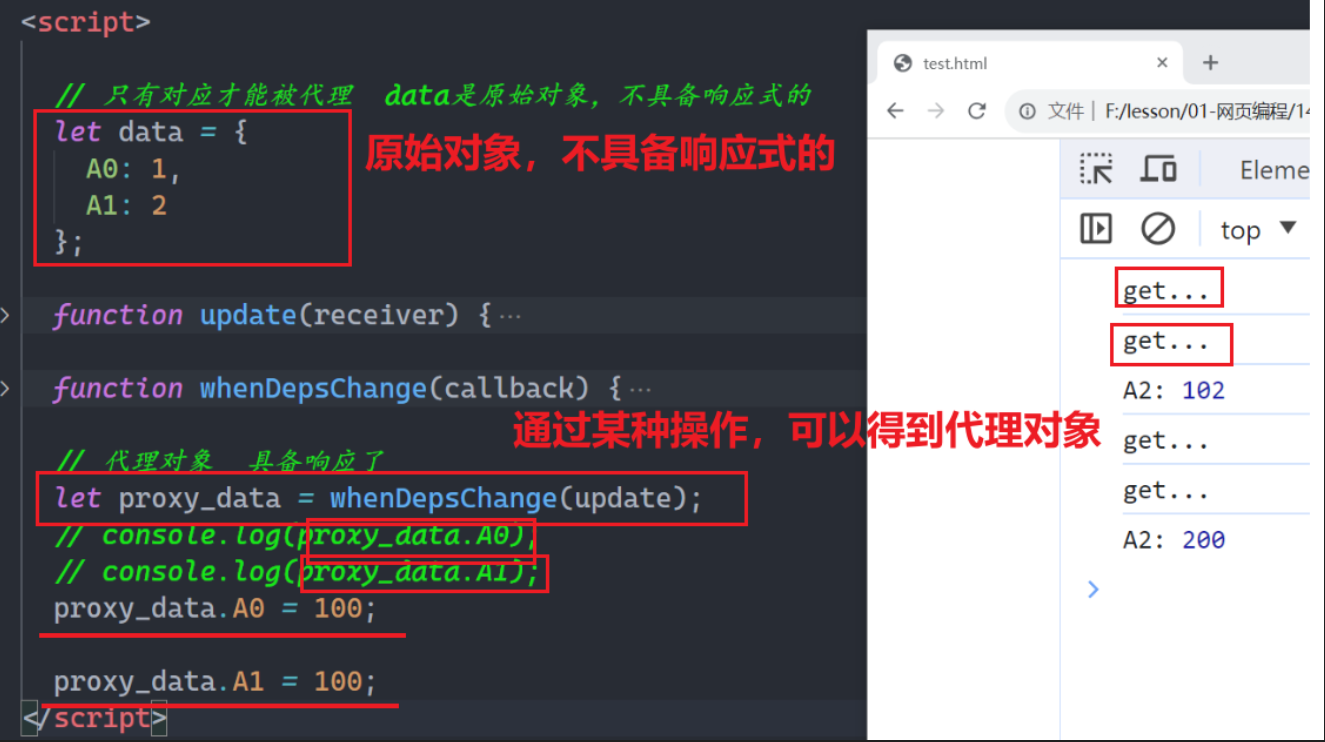 <script>
// 只有对应才能被代理 data是原始对象，不具备响应式的
let data = {
A0: 1,
A1: 2
};
原始对象，不具备响应式的
function update(receiver) {···
function whenDepsChange(callback) {···
通过某种操作，可以得到代理对象
// 代理对象 具备响应了
let proxy_data = whenDepsChange(update);
// console.log(proxy_data.A0);
// console.log(proxy_data.A1);
proxy_data.A0 = 100;
proxy_data.A1 = 100;
</script>
test.html
文件 | F:/lesson/01-网页编程/14
Eleme
top
get...
get...
A2: 102
get...
get...
A2: 200